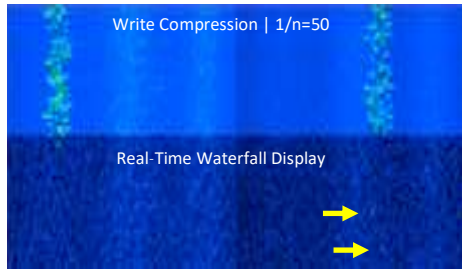 Write Compression | 1/n=50
Real-Time Waterfall Display